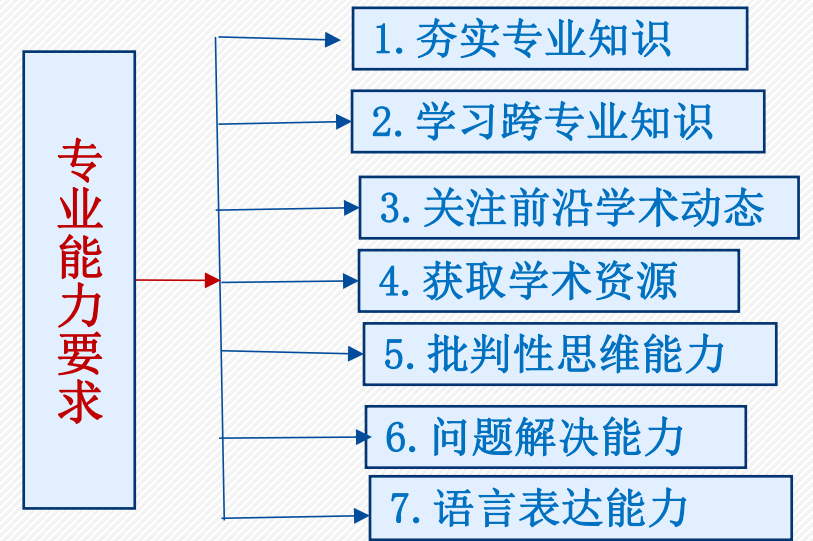 专业能力要求
1.夯实专业知识
2.学习跨专业知识
3.关注前沿学术动态
4.获取学术资源
5.批判性思维能力
6.问题解决能力
7.语言表达能力